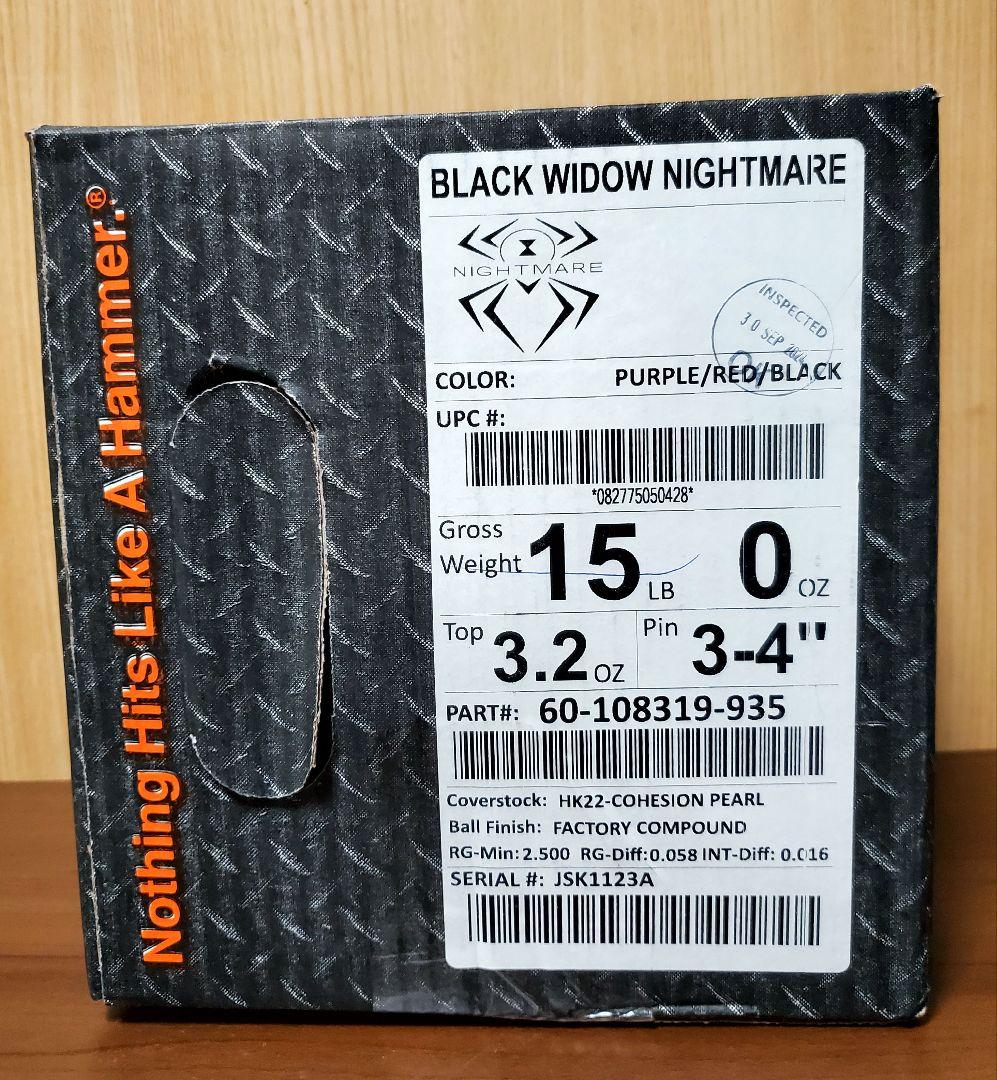 Nothing Hits Like A Hammer.®
BLACK WIDOW NIGHTMARE
NIGHTMARE
INSPECTED
30 SEP 2024
COLOR: PURPLE/RED/BLACK
UPC #:
*082775050428*
Gross Weight 15 LB 0 OZ
Top 3.2 OZ Pin 3-4"
PART#: 60-108319-935
Coverstock: HK22-COHESION PEARL
Ball Finish: FACTORY COMPOUND
RG-Min: 2.500 RG-Diff: 0.058 INT-Diff: 0.016
SERIAL #: JSK1123A